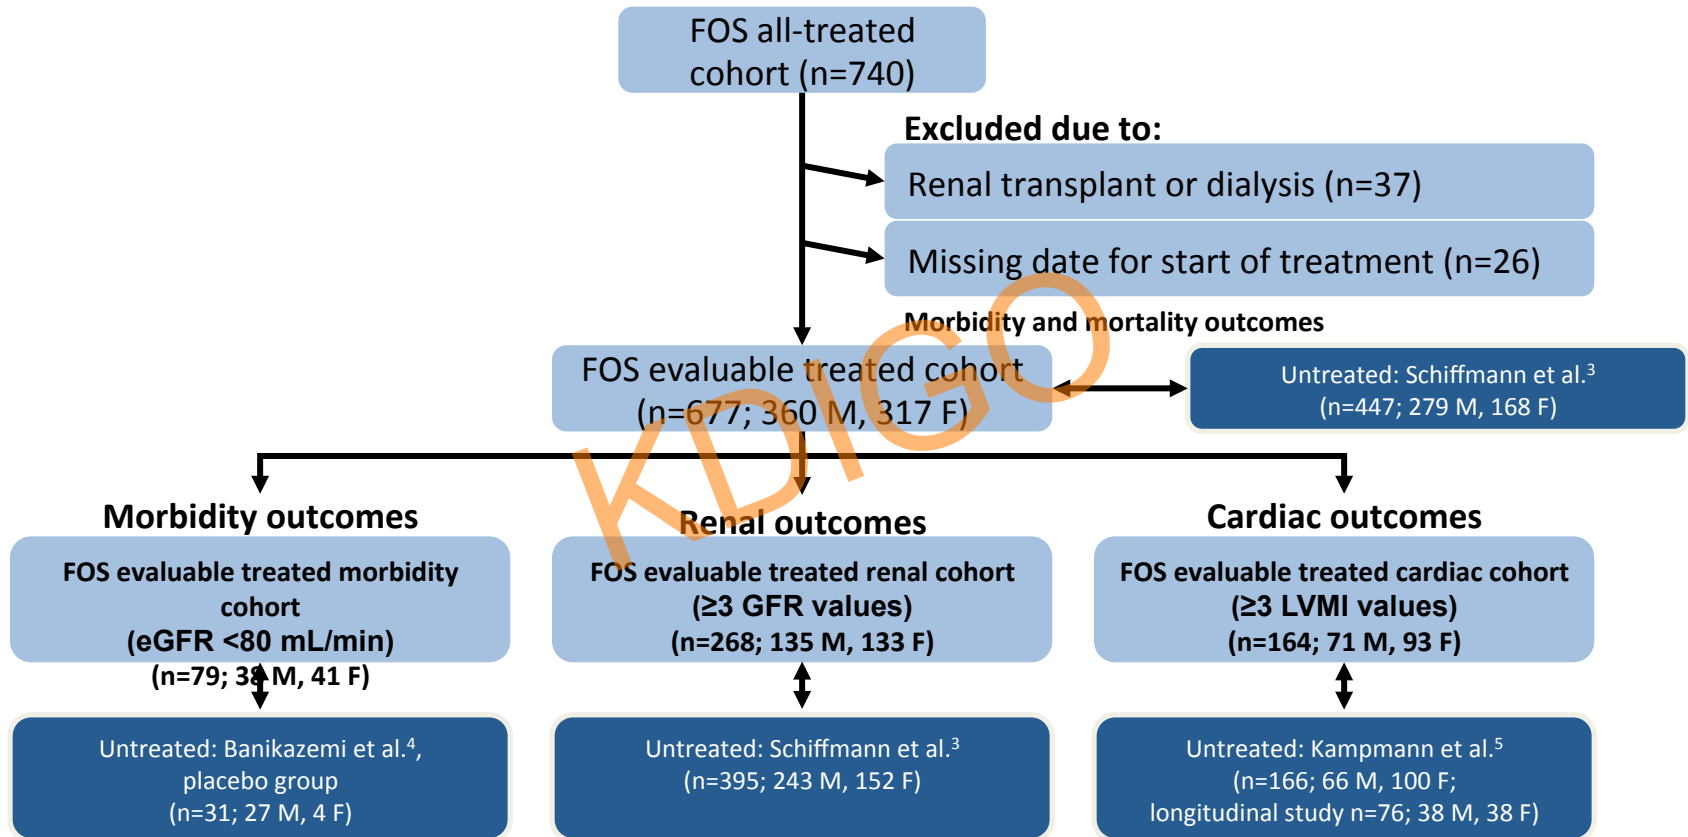 FOS all-treated
cohort (n=740)
Excluded due to:
Renal transplant or dialysis (n=37)
Missing date for start of treatment (n=26)
Morbidity and mortality outcomes
FOS evaluable treated cohort
(n=677; 360 M, 317 F)
Untreated: Schiffmann et al.³
(n=447; 279 M, 168 F)
KDIGO
Morbidity outcomes
FOS evaluable treated morbidity
cohort
(eGFR <80 mL/min)
(n=79; 38 M, 41 F)
Untreated: Banikazemi et al.⁴,
placebo group
(n=31; 27 M, 4 F)
Renal outcomes
FOS evaluable treated renal cohort
(≥3 GFR values)
(n=268; 135 M, 133 F)
Untreated: Schiffmann et al.³
(n=395; 243 M, 152 F)
Cardiac outcomes
FOS evaluable treated cardiac cohort
(≥3 LVMI values)
(n=164; 71 M, 93 F)
Untreated: Kampmann et al.⁵
(n=166; 66 M, 100 F;
longitudinal study n=76; 38 M, 38 F)